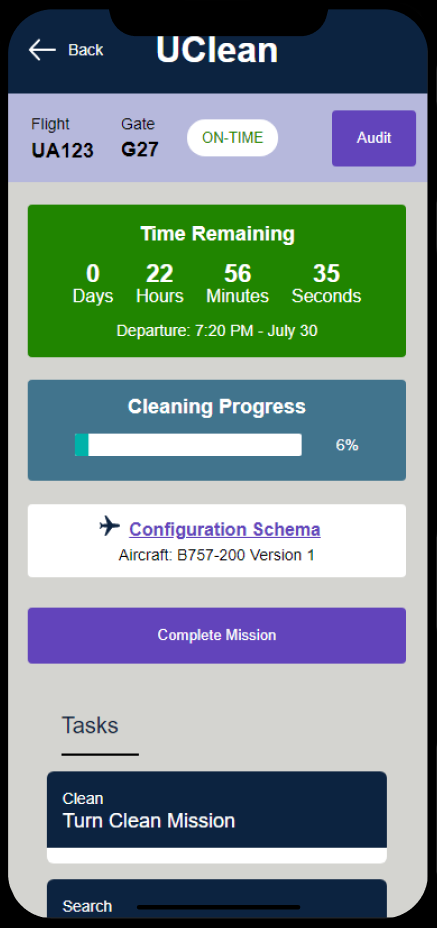 Back
UClean
Flight
Gate
UA123
G27
ON-TIME
Audit
Time Remaining
0 22 56 35
Days Hours Minutes Seconds
Departure: 7:20 PM - July 30
Cleaning Progress
6%
Configuration Schema
Aircraft: B757-200 Version 1
Complete Mission
Tasks
Clean
Turn Clean Mission
Search